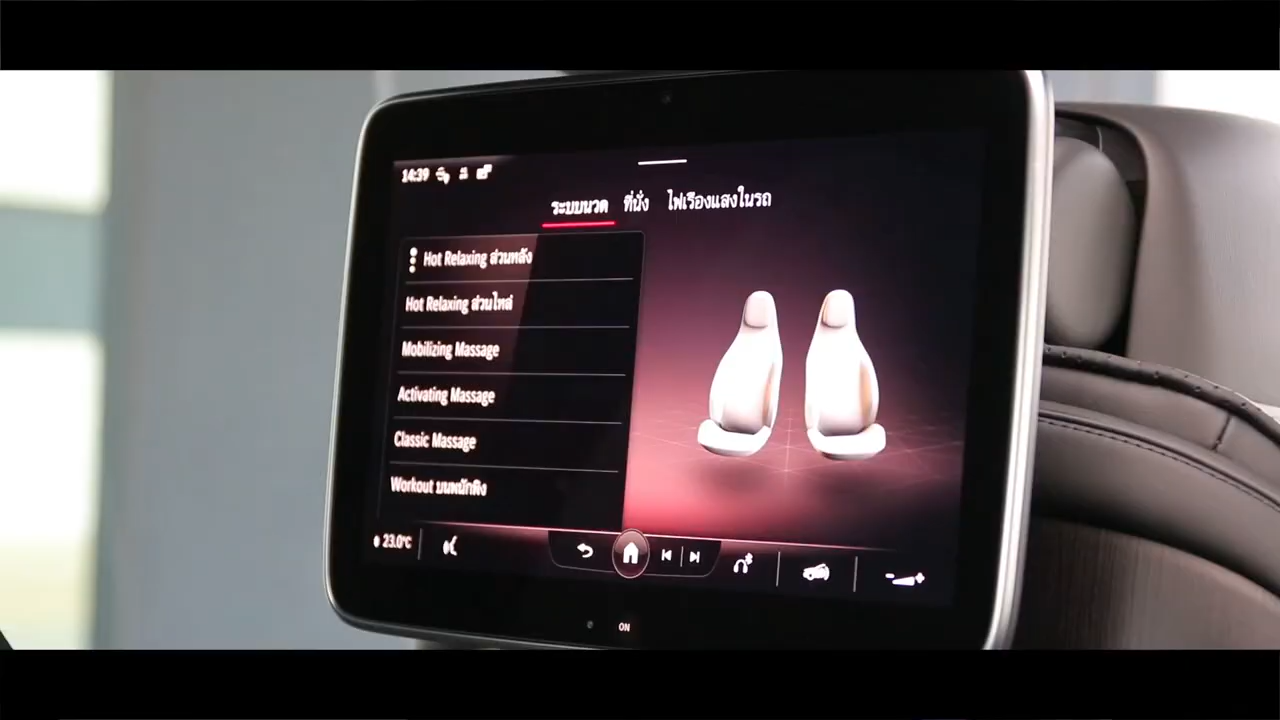 14:39
ระบบนวด ที่นั่ง ไฟเรืองแสงในรถ
Hot Relaxing ส่วนหลัง
Hot Relaxing ส่วนไหล่
Mobilizing Massage
Activating Massage
Classic Massage
Workout บนพนักพิง
23.0°C
ON